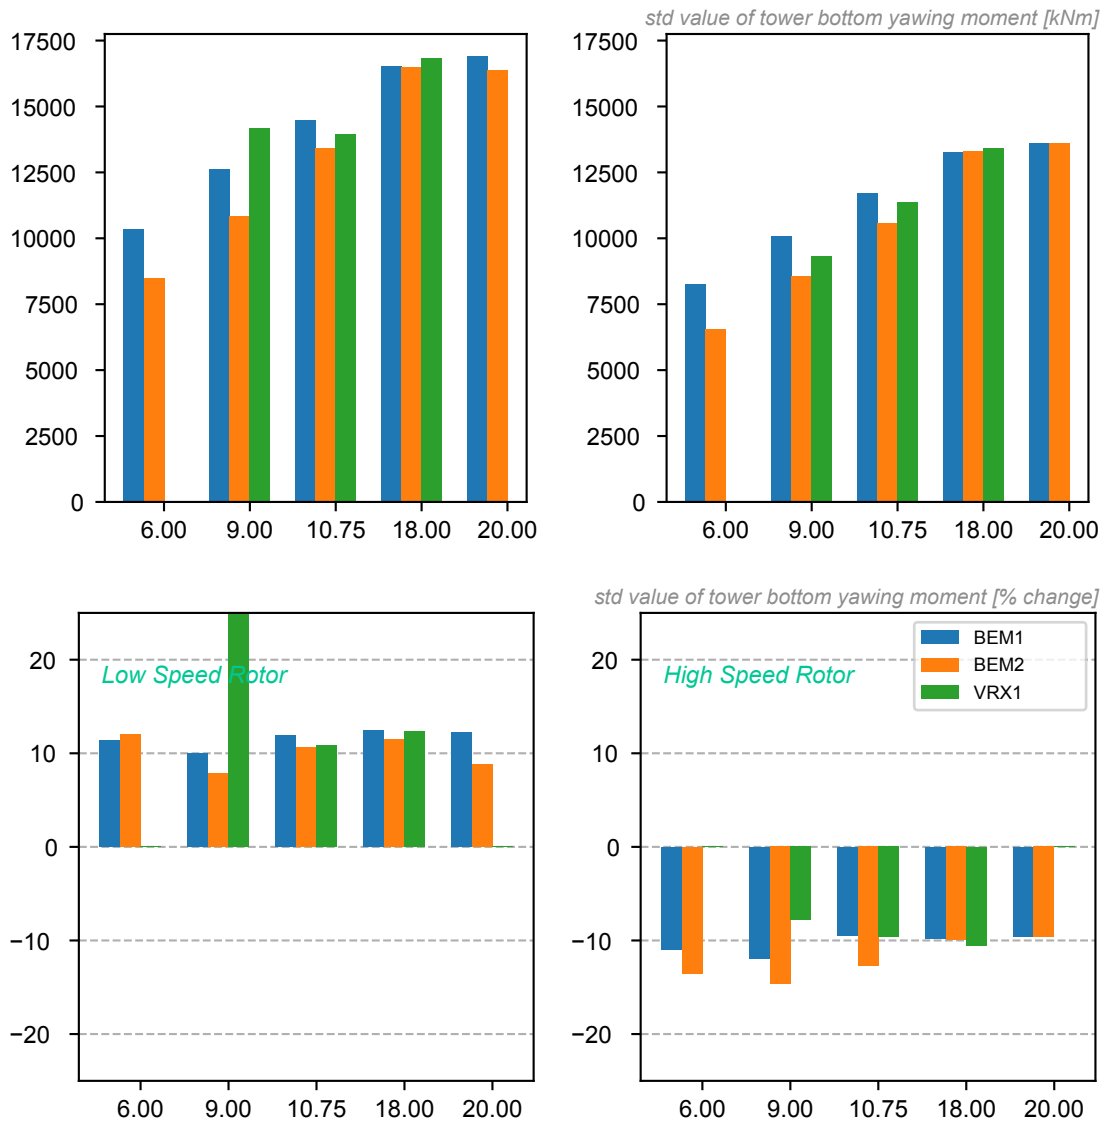 std value of tower bottom yawing moment [kNm]
17500
15000
12500
10000
7500
5000
2500
0
6.00 9.00 10.75 18.00 20.00
17500
15000
12500
10000
7500
5000
2500
0
6.00 9.00 10.75 18.00 20.00
std value of tower bottom yawing moment [% change]
Low Speed Rotor
20
10
0
−10
−20
6.00 9.00 10.75 18.00 20.00
High Speed Rotor
BEM1
BEM2
VRX1
20
10
0
−10
−20
6.00 9.00 10.75 18.00 20.00